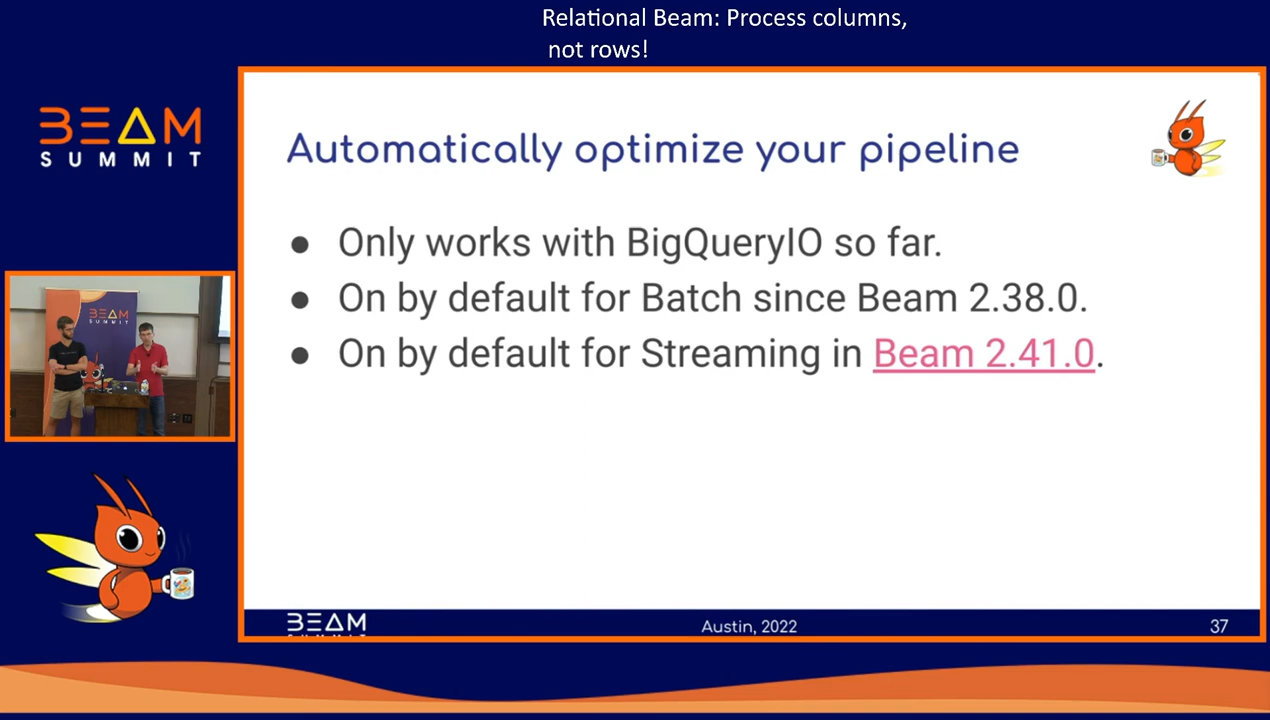 Relational Beam: Process columns,
not rows!
BEAM
SUMMIT
Automatically optimize your pipeline
● Only works with BigQueryIO so far.
● On by default for Batch since Beam 2.38.0.
● On by default for Streaming in Beam 2.41.0.
BEAM
SUMMIT
BEAM
Austin, 2022
37